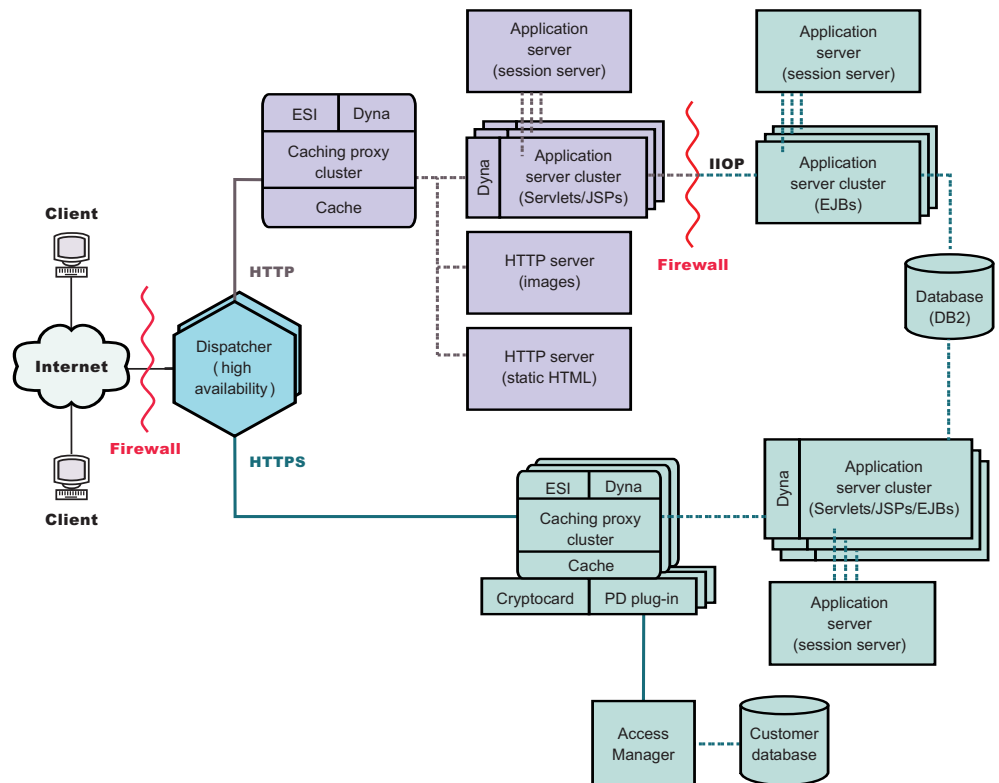 Application
server
(session server)
Application
server
(session server)
ESI
Dyna
Caching proxy
cluster
Cache
Dyna
Application
server cluster
(Servlets/JSPs)
IIOP
Application
server cluster
(EJBs)
Client
HTTP
HTTP server
(images)
Firewall
Database
(DB2)
Internet
Dispatcher
( high
availability )
HTTP server
(static HTML)
Firewall
HTTPS
Client
ESI
Dyna
Caching proxy
cluster
Cache
Cryptocard
PD plug-in
Dyna
Application
server cluster
(Servlets/JSPs/EJBs)
Application
server
(session server)
Access
Manager
Customer
database